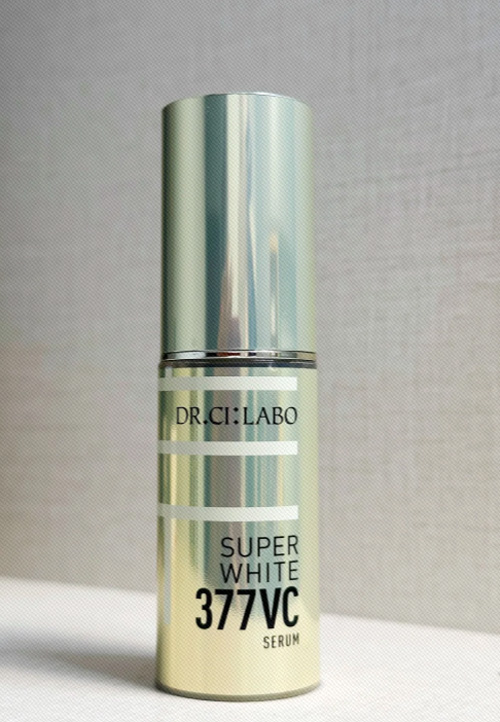 DR.CI:LABO
SUPER
WHITE
377VC
SERUM